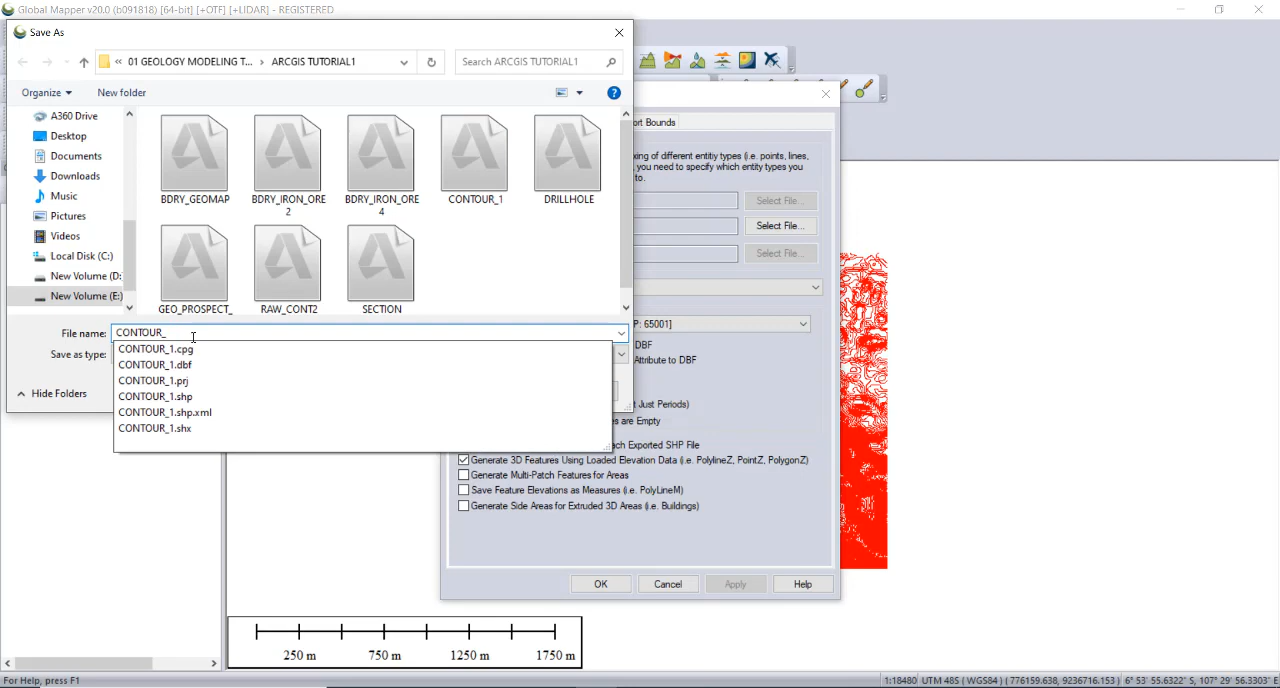 Global Mapper v20.0 (b091818) [64-bit] [+OTF] [+LIDAR] - REGISTERED
Save As
« 01 GEOLOGY MODELING T... › ARCGIS TUTORIAL1
Search ARCGIS TUTORIAL1
Organize
New folder
A360 Drive
Desktop
Documents
Downloads
Music
Pictures
Videos
Local Disk (C:)
New Volume (D:
New Volume (E:)
BDRY_GEOMAP
BDRY_IRON_ORE
2
BDRY_IRON_ORE
4
CONTOUR_1
DRILLHOLE
GEO_PROSPECT_
RAW_CONT2
SECTION
File name:
CONTOUR_
Save as type:
CONTOUR_1.cpg
CONTOUR_1.dbf
CONTOUR_1.prj
CONTOUR_1.shp
CONTOUR_1.shp.xml
CONTOUR_1.shx
Hide Folders
ort Bounds
xing of different entity types (i.e. points, lines,
you need to specify which entity types you
to.
Select File...
Select File...
Select File...
P: 65001]
DBF
Attribute to DBF
t Just Periods)
es are Empty
ach Exported SHP File
Generate 3D Features Using Loaded Elevation Data (i.e. PolylineZ, PointZ, PolygonZ)
Generate Multi-Patch Features for Areas
Save Feature Elevations as Measures (i.e. PolyLineM)
Generate Side Areas for Extruded 3D Areas (i.e. Buildings)
OK
Cancel
Apply
Help
250 m
750 m
1250 m
1750 m
For Help, press F1
1:18480 UTM 48S ( WGS84 ) ( 776159.638, 9236716.153 ) 6° 53' 55.6322" S, 107° 29' 56.3303" E